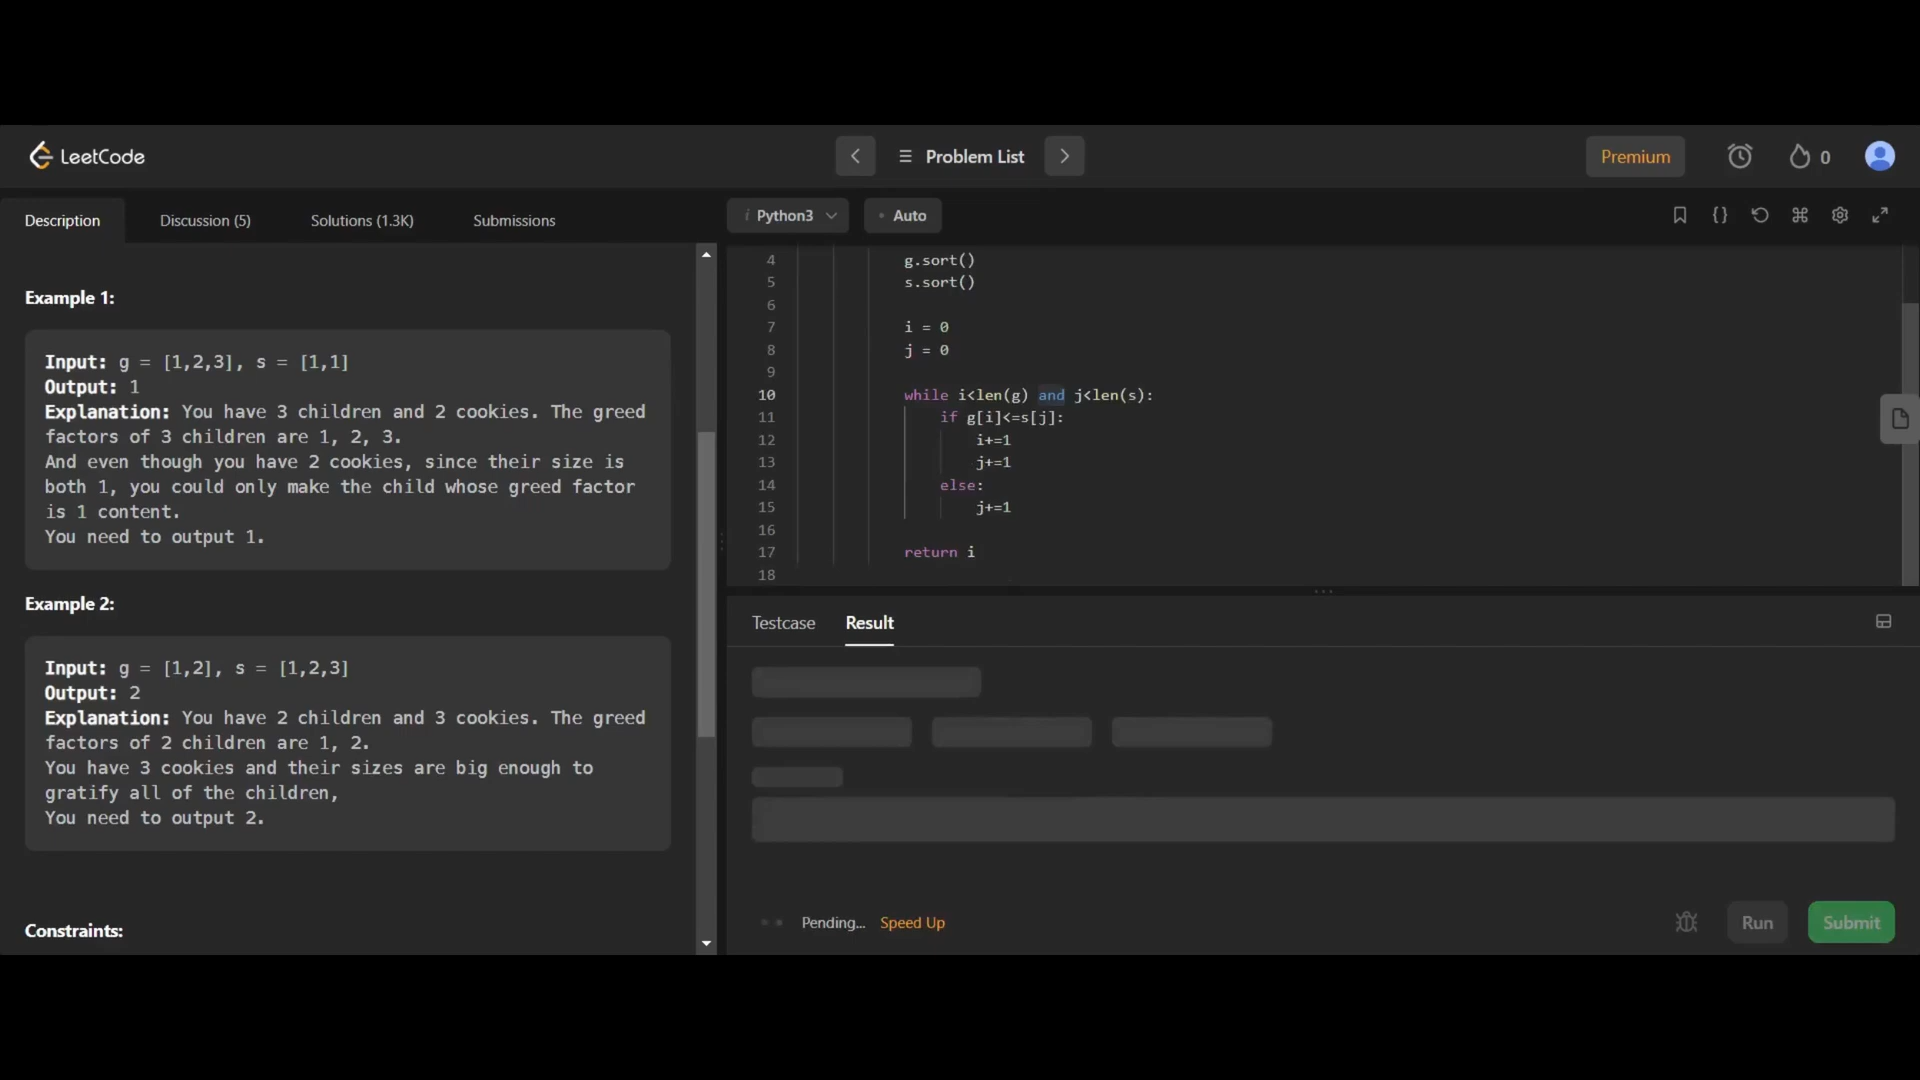 LeetCode
Problem List
Premium
0
Description
Discussion (5)
Solutions (1.3K)
Submissions
i Python3
Auto
{}
Example 1:
Input: g = [1,2,3], s = [1,1]
Output: 1
Explanation: You have 3 children and 2 cookies. The greed
factors of 3 children are 1, 2, 3.
And even though you have 2 cookies, since their size is
both 1, you could only make the child whose greed factor
is 1 content.
You need to output 1.
Example 2:
Input: g = [1,2], s = [1,2,3]
Output: 2
Explanation: You have 2 children and 3 cookies. The greed
factors of 2 children are 1, 2.
You have 3 cookies and their sizes are big enough to
gratify all of the children,
You need to output 2.
Constraints:
4 g.sort()
5 s.sort()
6
7 i = 0
8 j = 0
9
10 while i<len(g) and j<len(s):
11 if g[i]<=s[j]:
12 i+=1
13 j+=1
14 else:
15 j+=1
16
17 return i
18
Testcase
Result
Pending...
Speed Up
Run
Submit